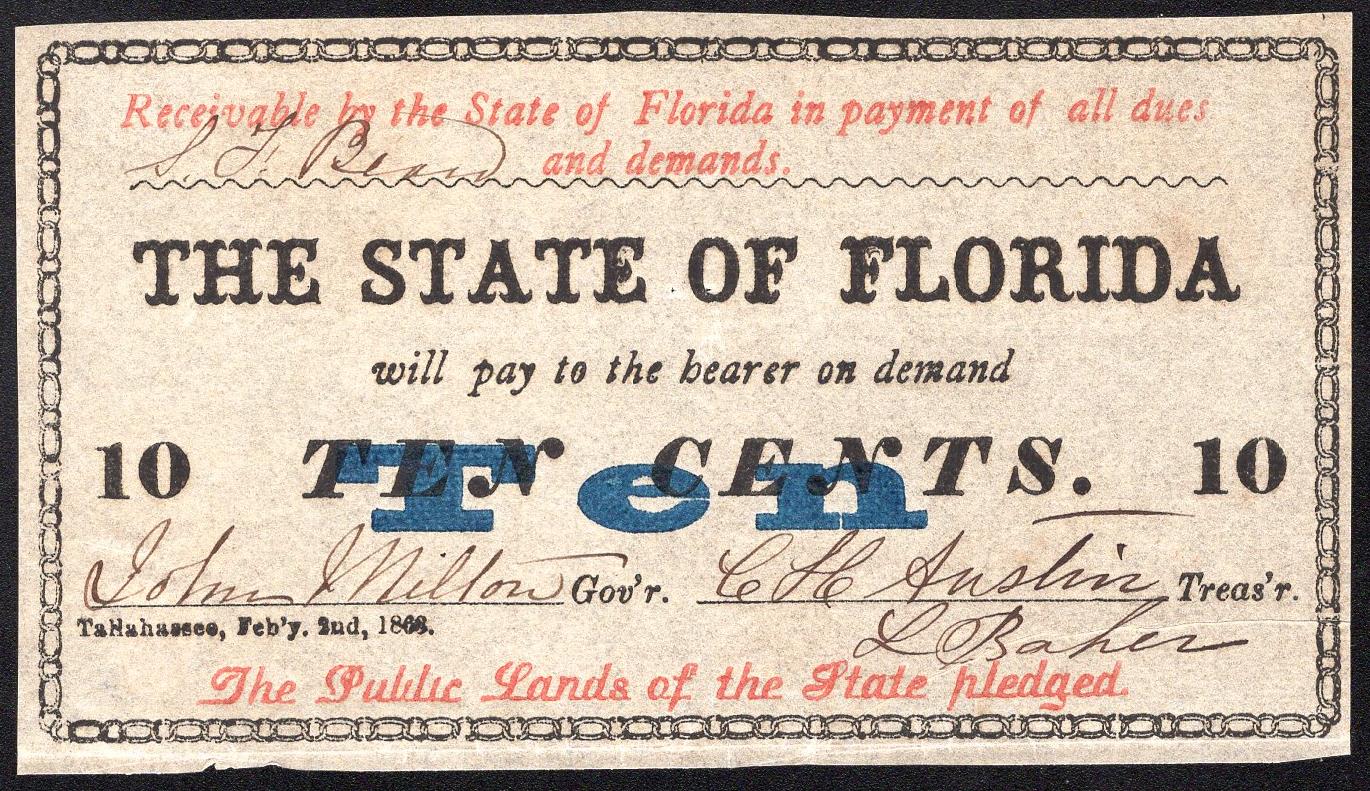 Receivable by the State of Florida in payment of all dues
and demands.
S. F. Beard
THE STATE OF FLORIDA
will pay to the bearer on demand
10 TEN CENTS. 10
Ten
John Milton Gov'r. C H Austin Treas'r.
Tallahassee, Feb'y. 2nd, 1863.
L Baker
The Public Lands of the State pledged.